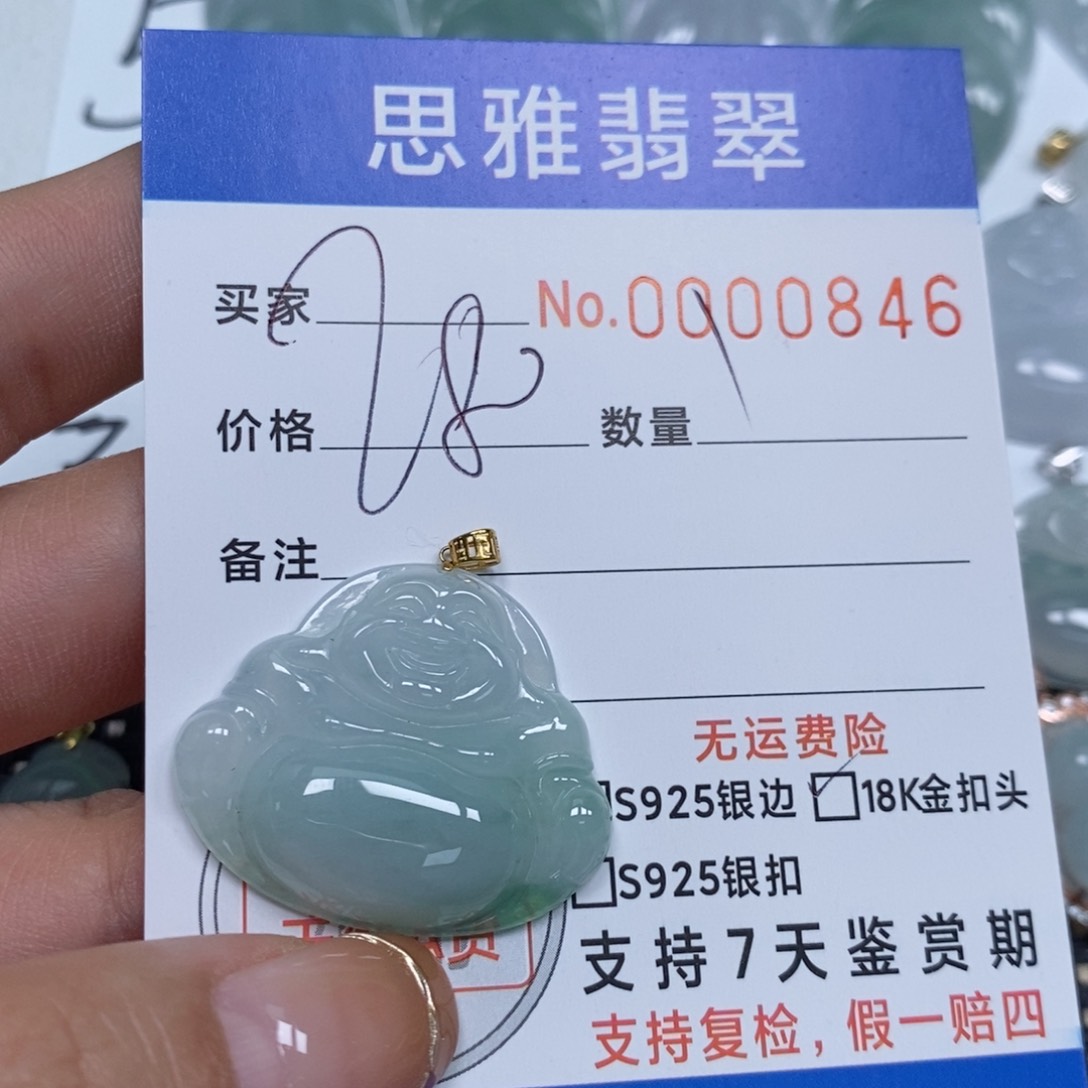 思雅翡翠
买家 No.0000846
价格 数量
备注
无运费险
S925银边 18K金扣头
S925银扣
支持7天鉴赏期
支持复检，假一赔四